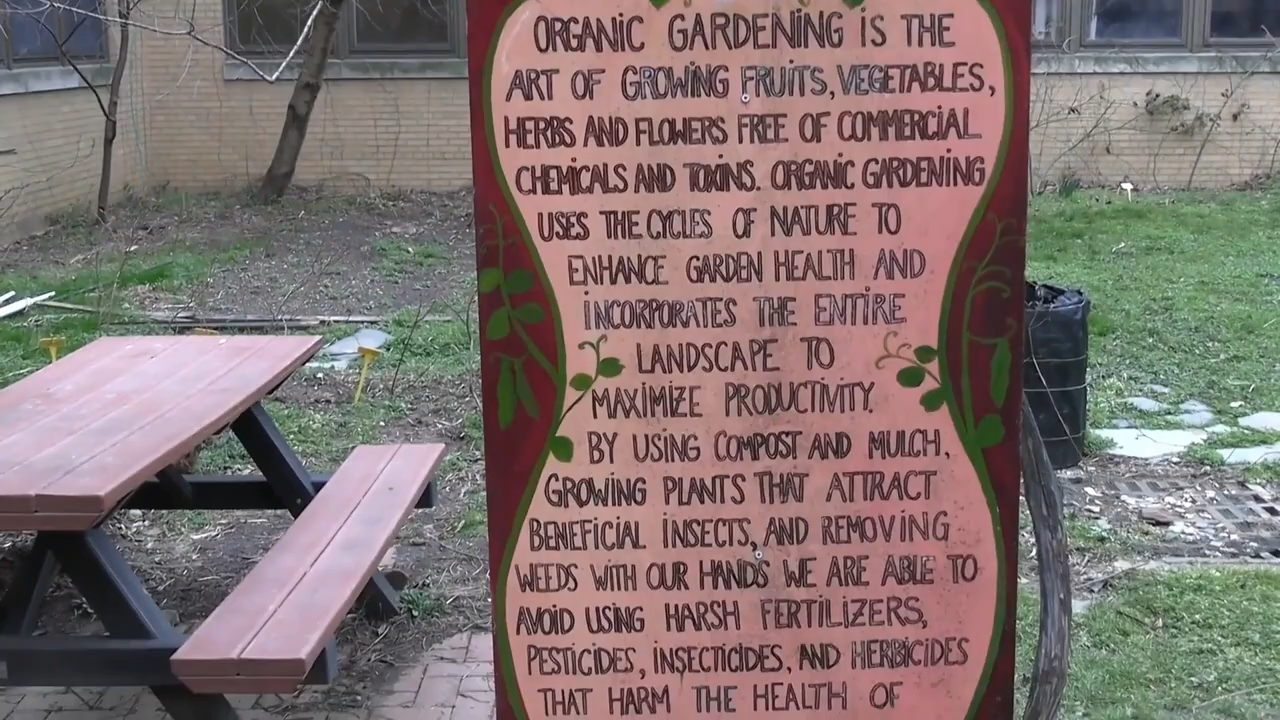 ORGANIC GARDENING IS THE
ART OF GROWING FRUITS, VEGETABLES,
HERBS AND FLOWERS FREE OF COMMERCIAL
CHEMICALS AND TOXINS. ORGANIC GARDENING
USES THE CYCLES OF NATURE TO
ENHANCE GARDEN HEALTH AND
INCORPORATES THE ENTIRE
LANDSCAPE TO
MAXIMIZE PRODUCTIVITY.
BY USING COMPOST AND MULCH,
GROWING PLANTS THAT ATTRACT
BENEFICIAL INSECTS, AND REMOVING
WEEDS WITH OUR HANDS WE ARE ABLE TO
AVOID USING HARSH FERTILIZERS,
PESTICIDES, INSECTICIDES, AND HERBICIDES
THAT HARM THE HEALTH OF